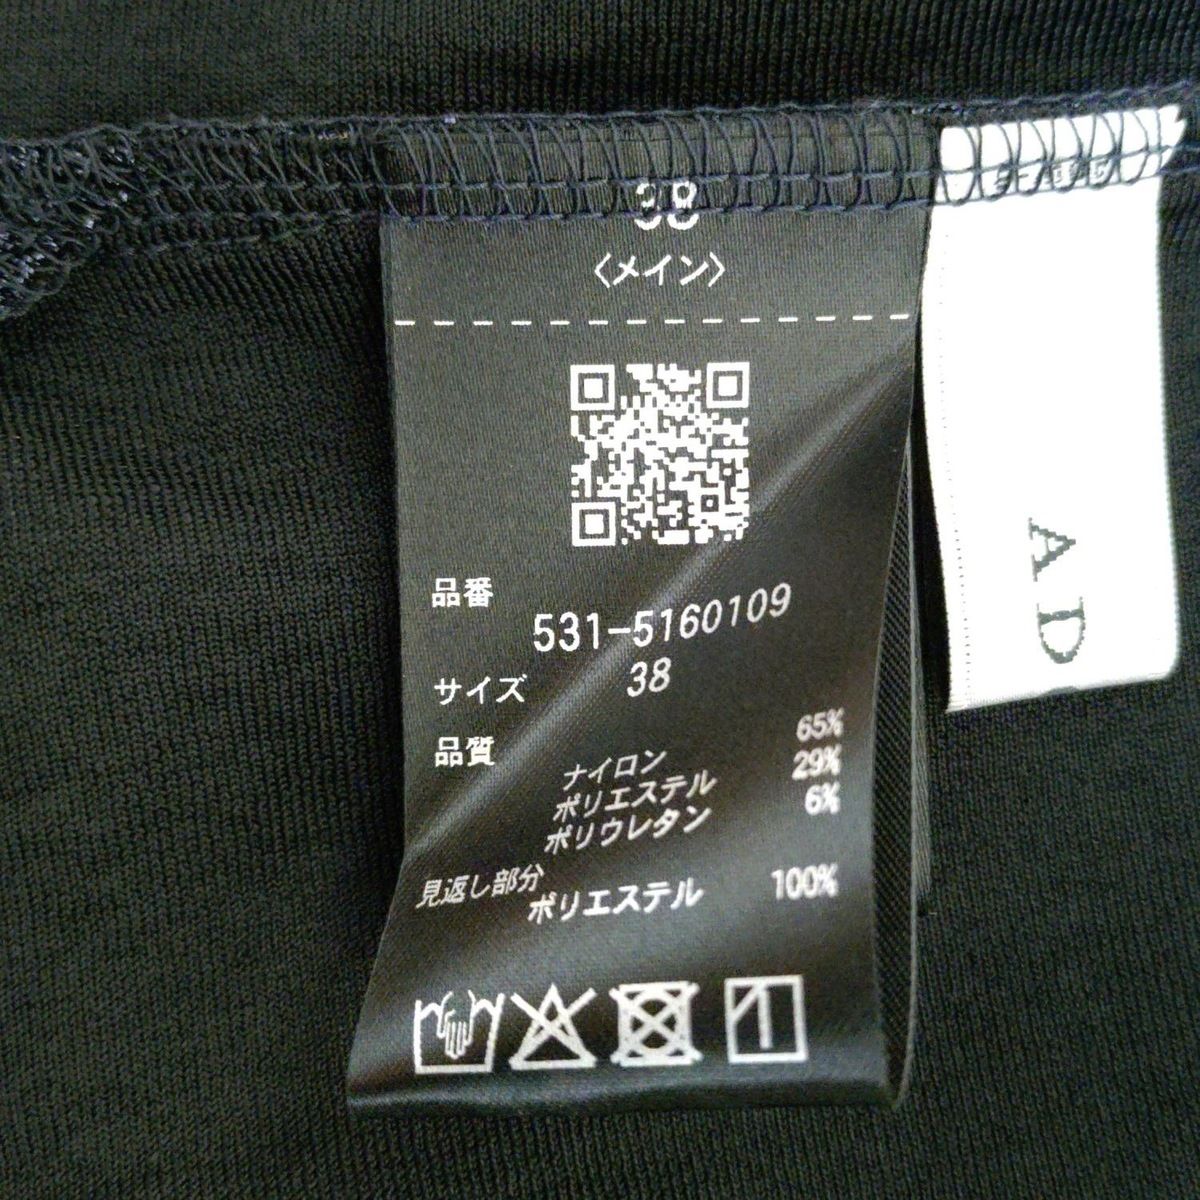 38
〈メイン〉
品番
531-5160109
サイズ 38
品質
ナイロン 65%
ポリエステル 29%
ポリウレタン 6%
見返し部分
ポリエステル 100%
A D